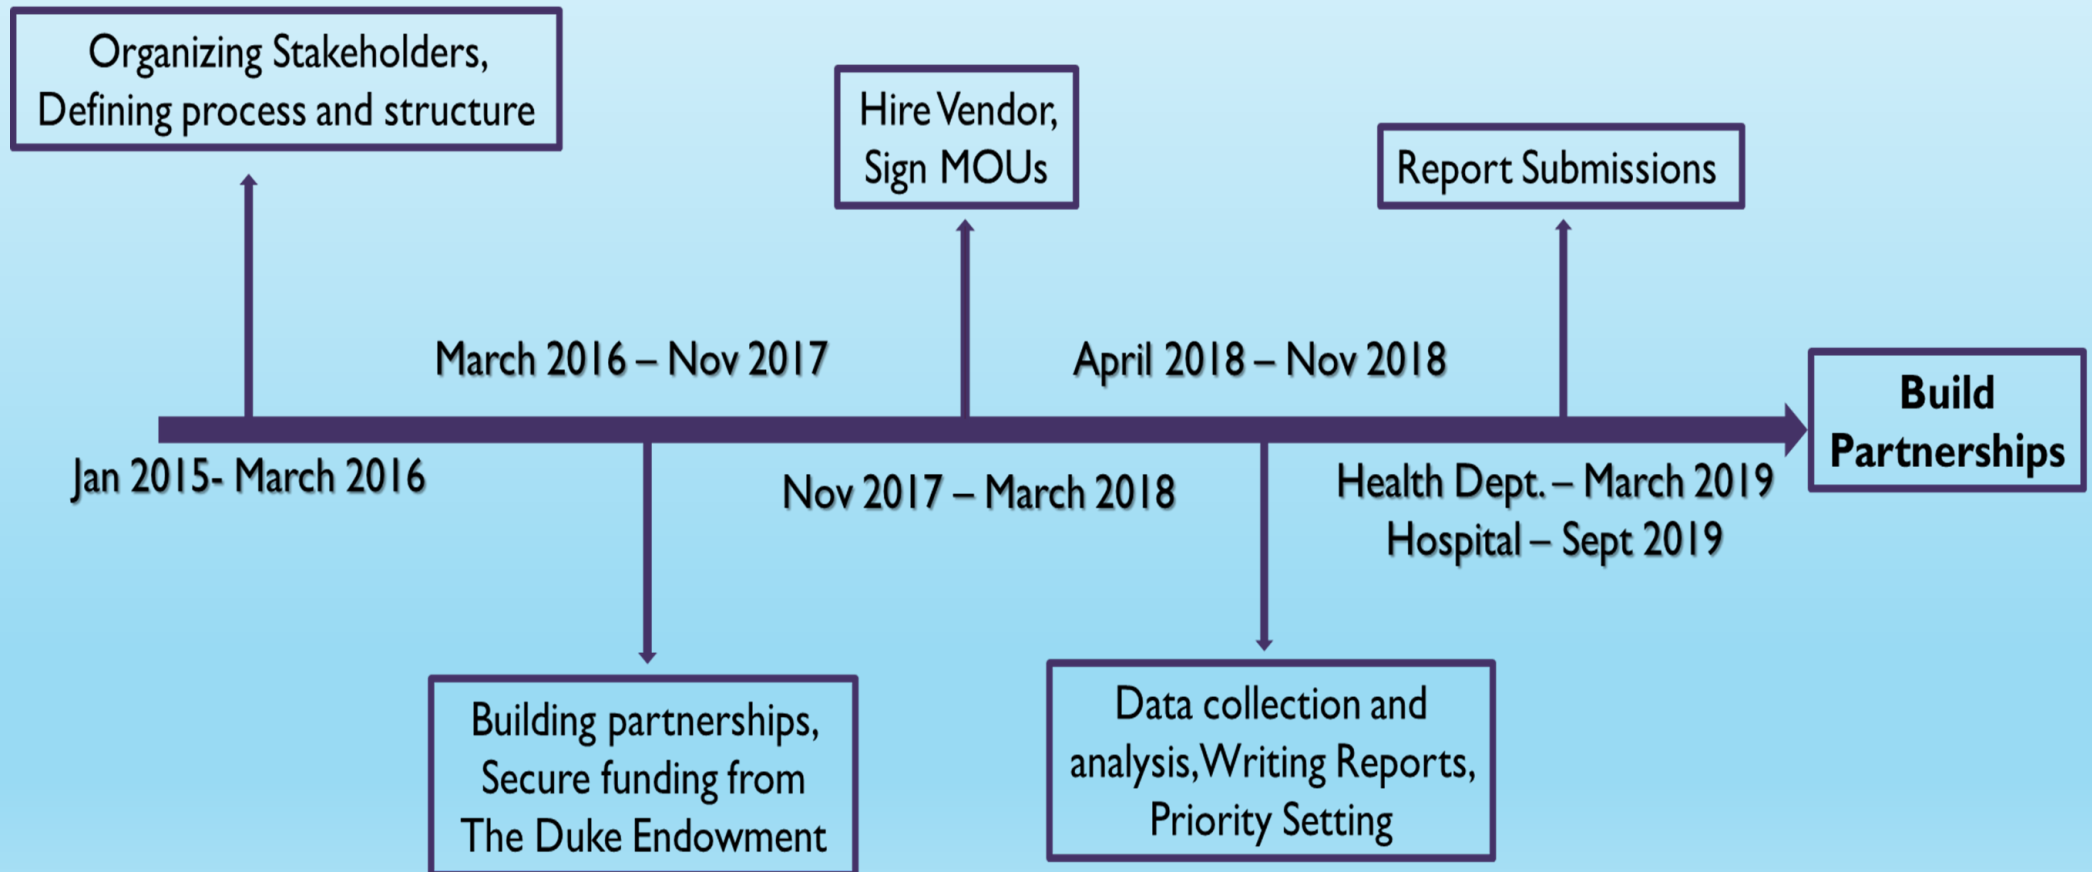 Organizing Stakeholders,
Defining process and structure
Hire Vendor,
Sign MOUs
Report Submissions
March 2016 – Nov 2017
April 2018 – Nov 2018
Build
Partnerships
Jan 2015- March 2016
Nov 2017 – March 2018
Health Dept. – March 2019
Hospital – Sept 2019
Building partnerships,
Secure funding from
The Duke Endowment
Data collection and
analysis, Writing Reports,
Priority Setting